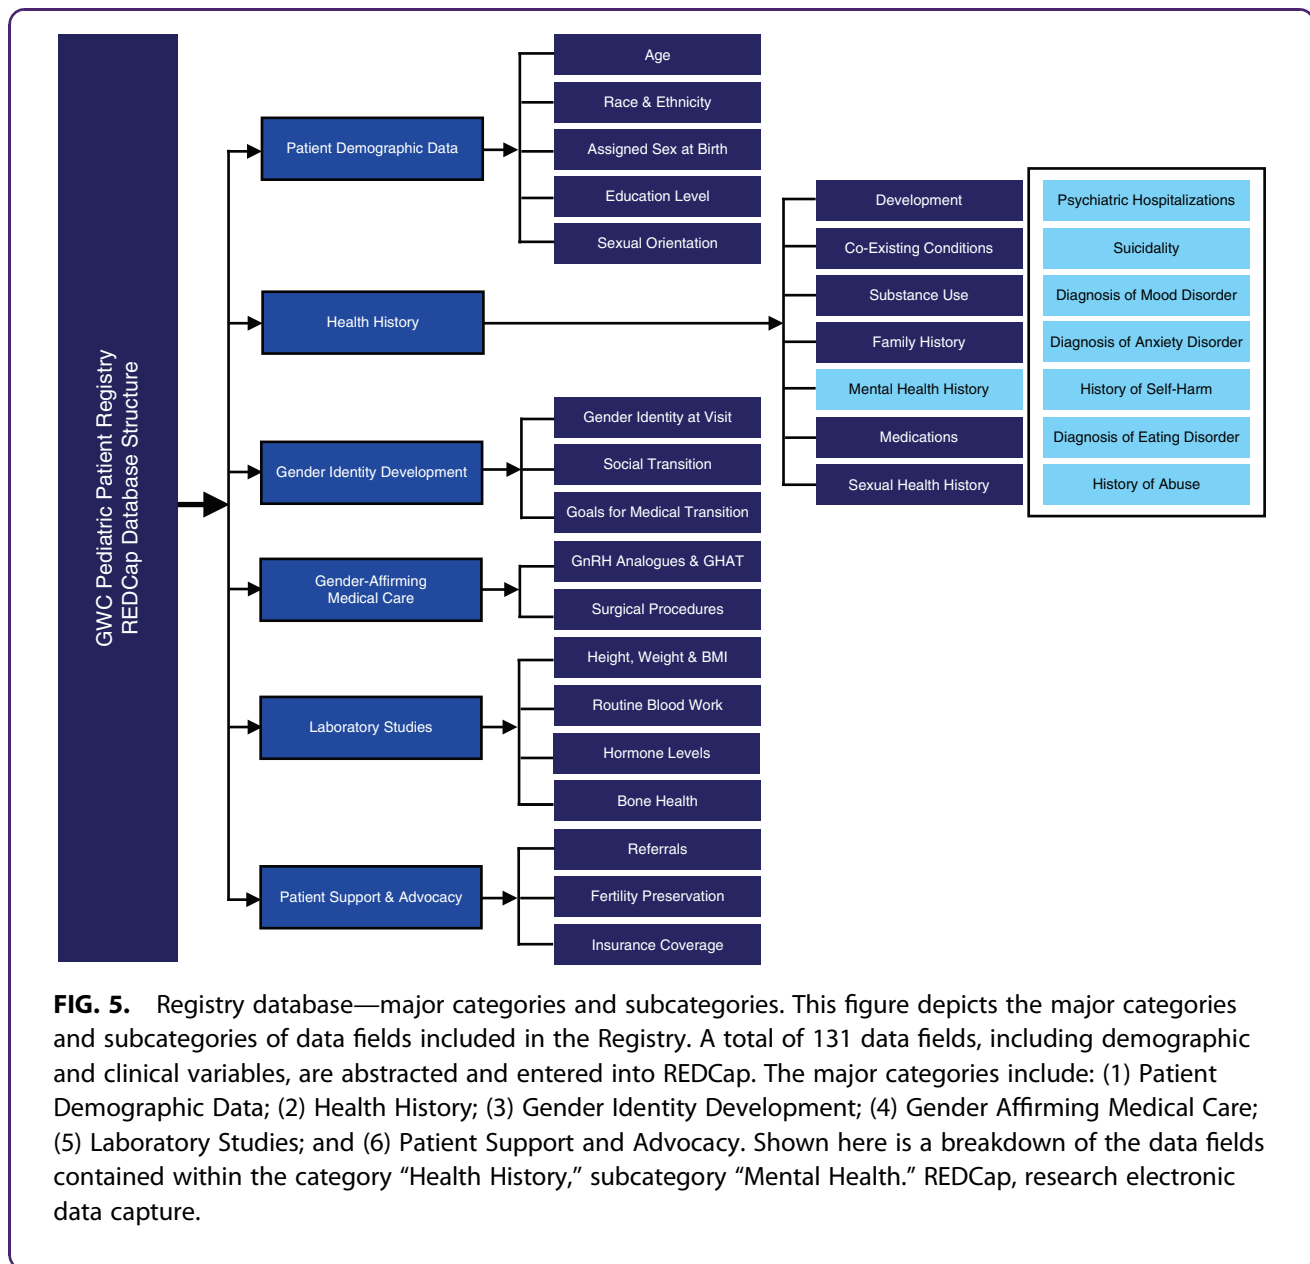 GWC Pediatric Patient Registry
REDCap Database Structure
Patient Demographic Data
Age
Race & Ethnicity
Assigned Sex at Birth
Education Level
Sexual Orientation
Health History
Development
Co-Existing Conditions
Substance Use
Family History
Mental Health History
Medications
Sexual Health History
Psychiatric Hospitalizations
Suicidality
Diagnosis of Mood Disorder
Diagnosis of Anxiety Disorder
History of Self-Harm
Diagnosis of Eating Disorder
History of Abuse
Gender Identity Development
Gender Identity at Visit
Social Transition
Goals for Medical Transition
Gender-Affirming
Medical Care
GnRH Analogues & GHAT
Surgical Procedures
Laboratory Studies
Height, Weight & BMI
Routine Blood Work
Hormone Levels
Bone Health
Patient Support & Advocacy
Referrals
Fertility Preservation
Insurance Coverage
FIG. 5. Registry database—major categories and subcategories. This figure depicts the major categories
and subcategories of data fields included in the Registry. A total of 131 data fields, including demographic
and clinical variables, are abstracted and entered into REDCap. The major categories include: (1) Patient
Demographic Data; (2) Health History; (3) Gender Identity Development; (4) Gender Affirming Medical Care;
(5) Laboratory Studies; and (6) Patient Support and Advocacy. Shown here is a breakdown of the data fields
contained within the category “Health History,” subcategory “Mental Health.” REDCap, research electronic
data capture.